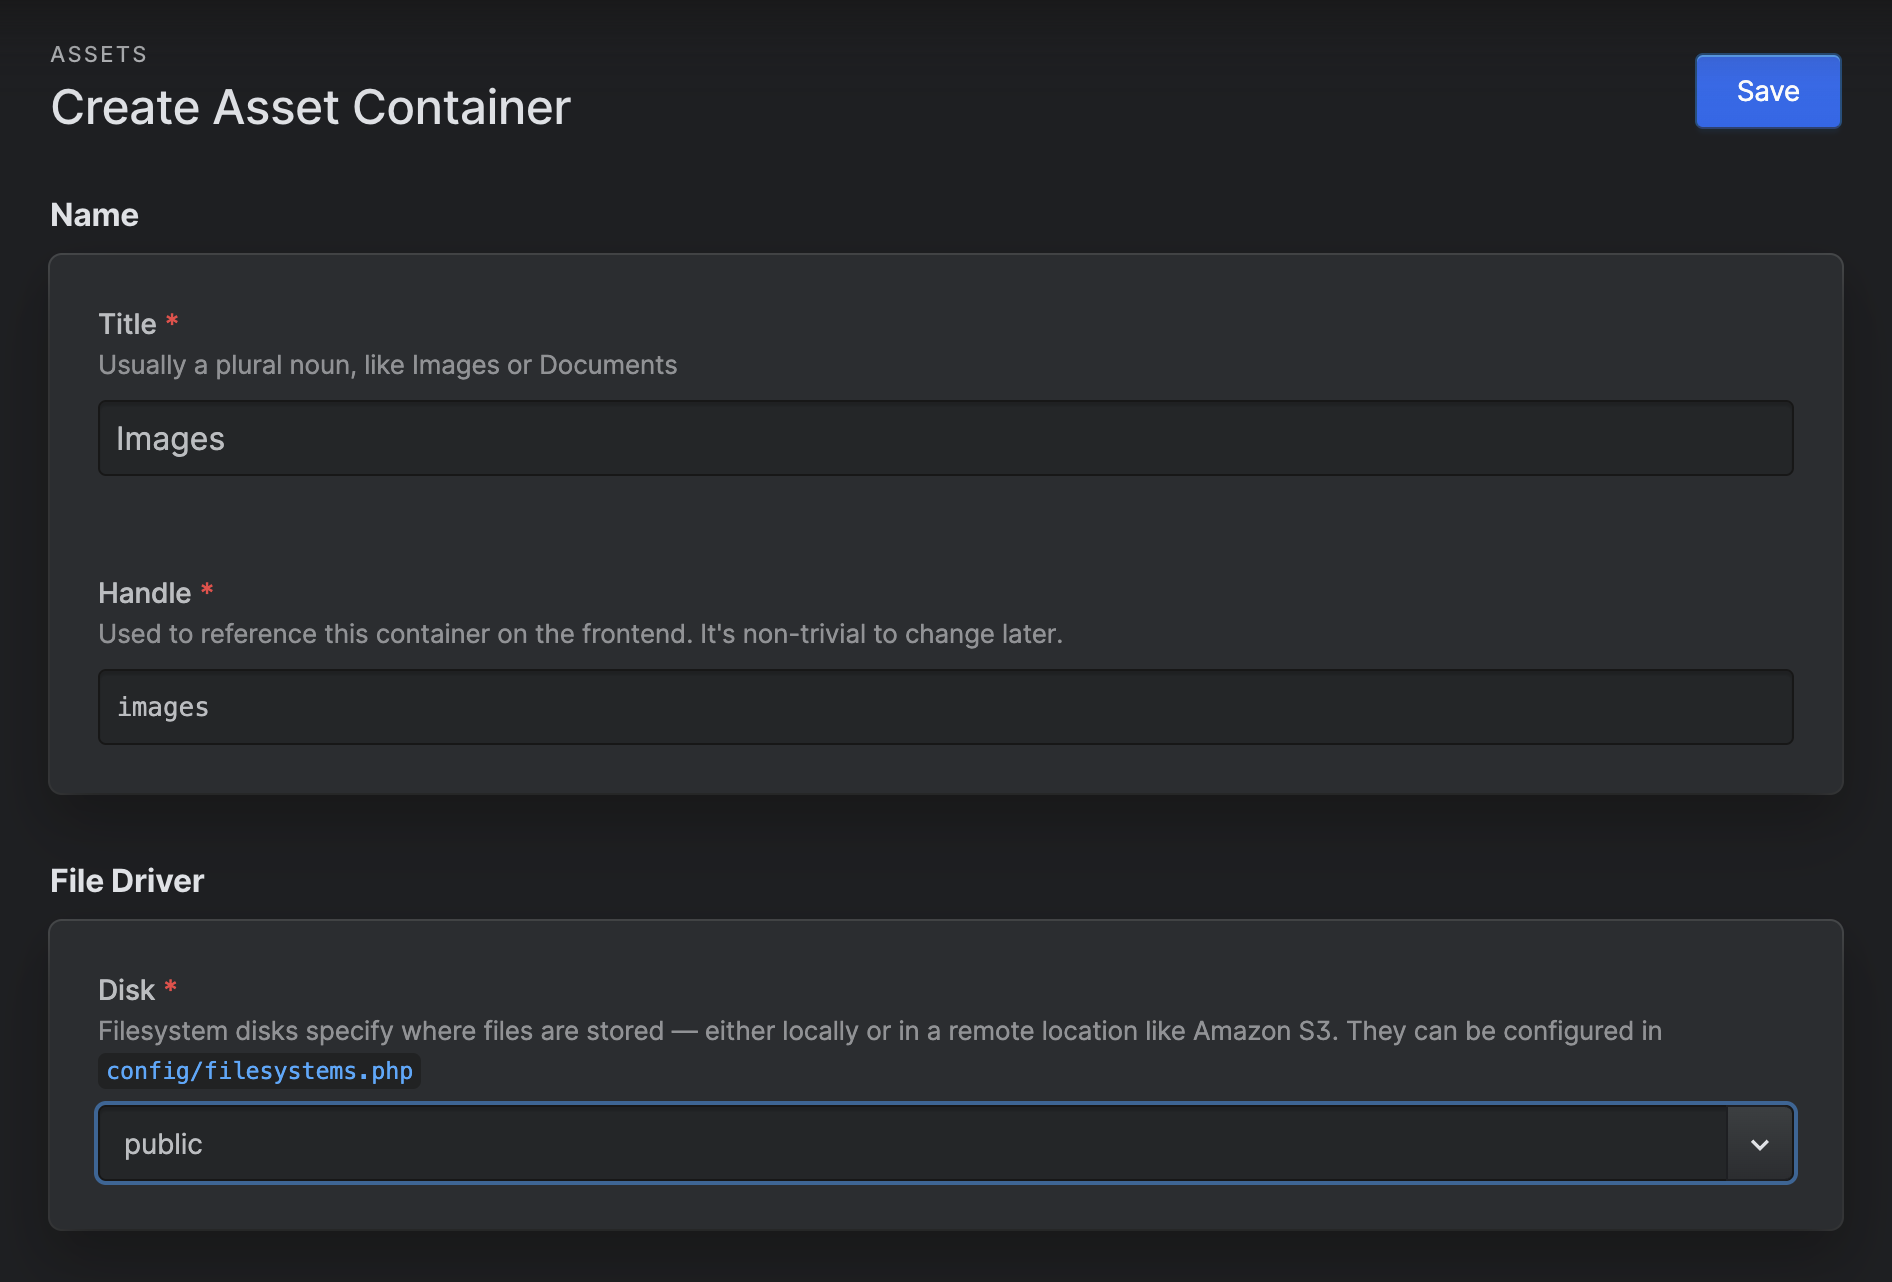 ASSETS
Create Asset Container
Save
Name
Title *
Usually a plural noun, like Images or Documents
Images
Handle *
Used to reference this container on the frontend. It's non-trivial to change later.
images
File Driver
Disk *
Filesystem disks specify where files are stored — either locally or in a remote location like Amazon S3. They can be configured in
config/filesystems.php
public